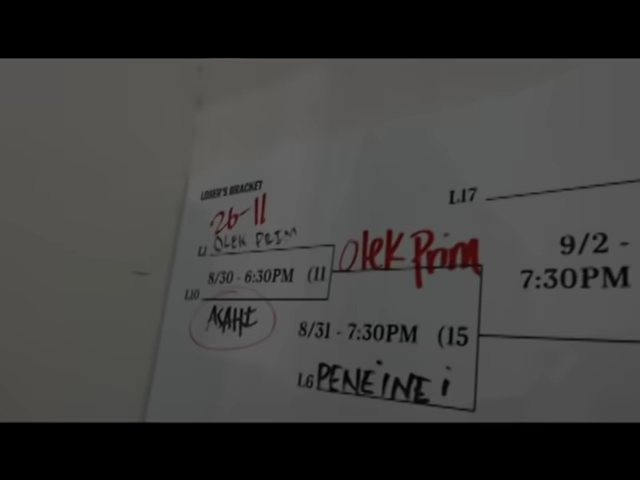 LOSER'S BRACKET
26-11
L1 OLEK PRIM
8/30 - 6:30PM (11
L10
ASAHI
Olek Prim
8/31 - 7:30PM (15
L6 PENEINE i
L17
9/2 -
7:30PM